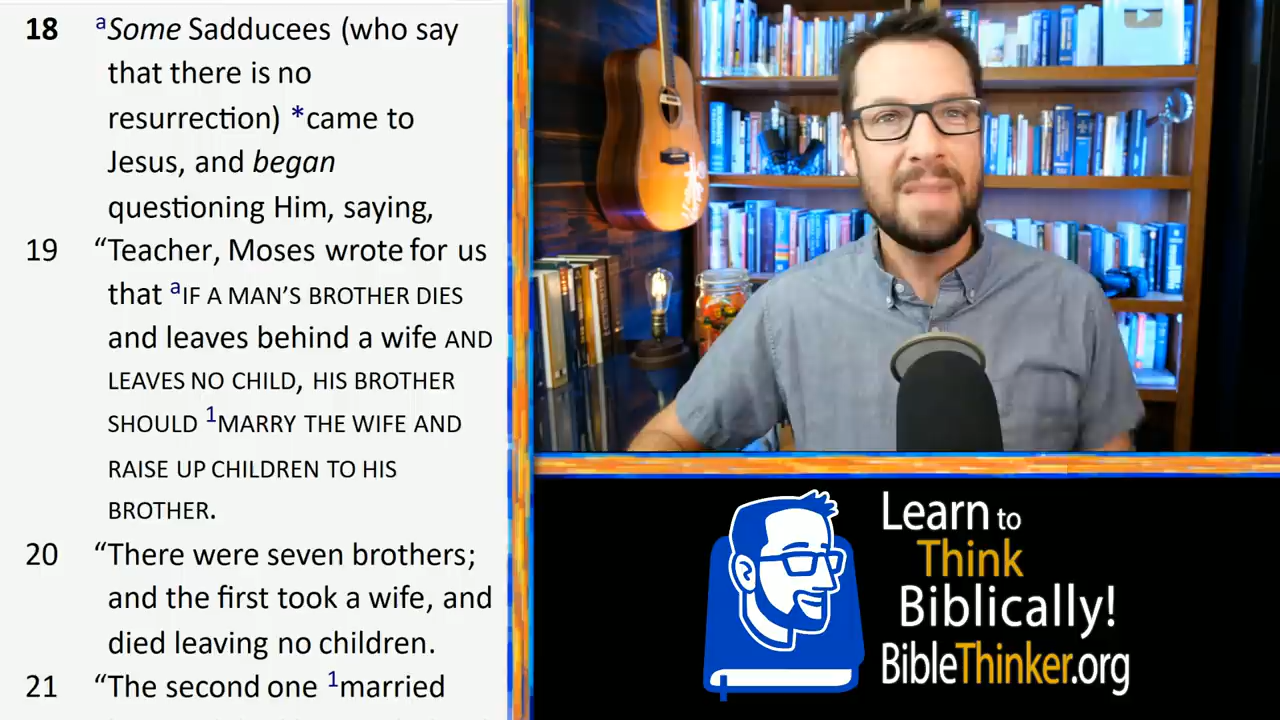 18 aSome Sadducees (who say
that there is no
resurrection) *came to
Jesus, and began
questioning Him, saying,
19 “Teacher, Moses wrote for us
that aIF A MAN’S BROTHER DIES
and leaves behind a wife AND
LEAVES NO CHILD, HIS BROTHER
SHOULD 1MARRY THE WIFE AND
RAISE UP CHILDREN TO HIS
BROTHER.
20 “There were seven brothers;
and the first took a wife, and
died leaving no children.
21 “The second one 1married
Learn to
Think
Biblically!
BibleThinker.org